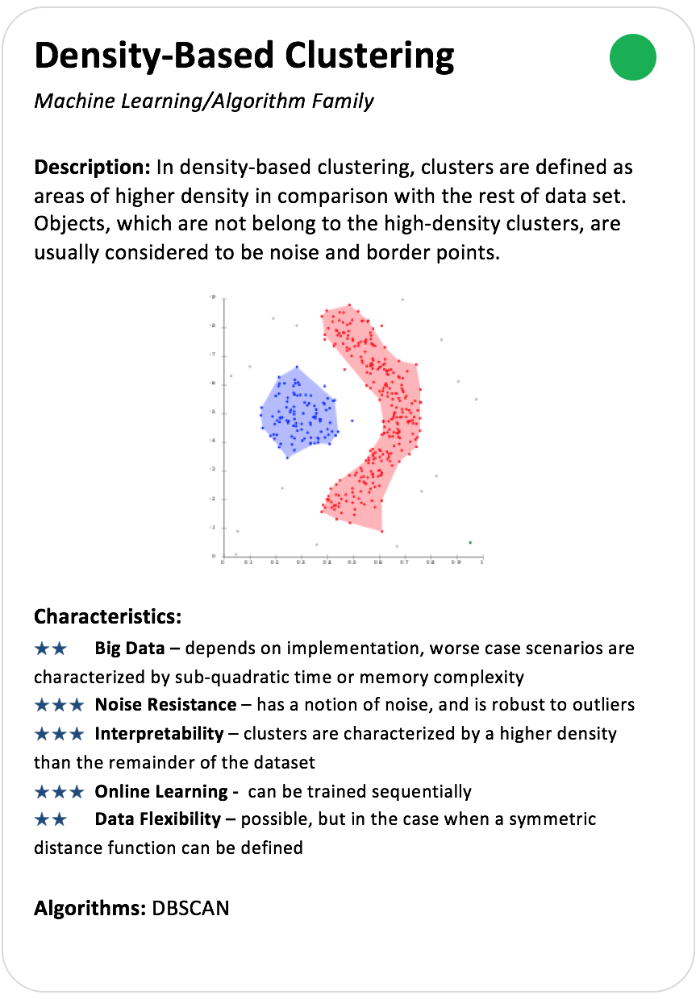 Density-Based Clustering
Machine Learning/Algorithm Family
Description: In density-based clustering, clusters are defined as
areas of higher density in comparison with the rest of data set.
Objects, which are not belong to the high-density clusters, are
usually considered to be noise and border points.
Characteristics:
★★ Big Data – depends on implementation, worse case scenarios are
characterized by sub-quadratic time or memory complexity
★★★ Noise Resistance – has a notion of noise, and is robust to outliers
★★★ Interpretability – clusters are characterized by a higher density
than the remainder of the dataset
★★★ Online Learning - can be trained sequentially
★★ Data Flexibility – possible, but in the case when a symmetric
distance function can be defined
Algorithms: DBSCAN